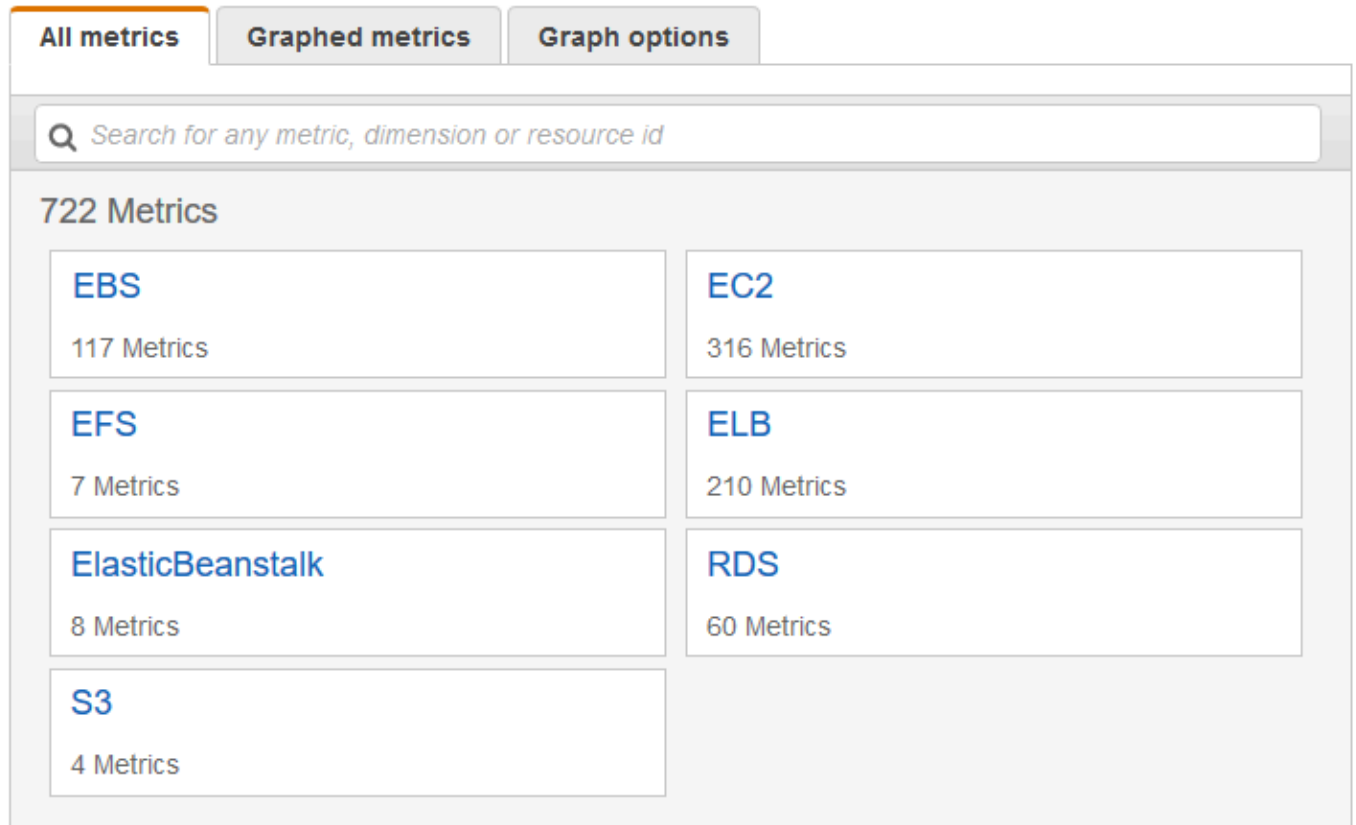 All metrics Graphed metrics Graph options
Search for any metric, dimension or resource id
722 Metrics
EBS
117 Metrics
EC2
316 Metrics
EFS
7 Metrics
ELB
210 Metrics
ElasticBeanstalk
8 Metrics
RDS
60 Metrics
S3
4 Metrics